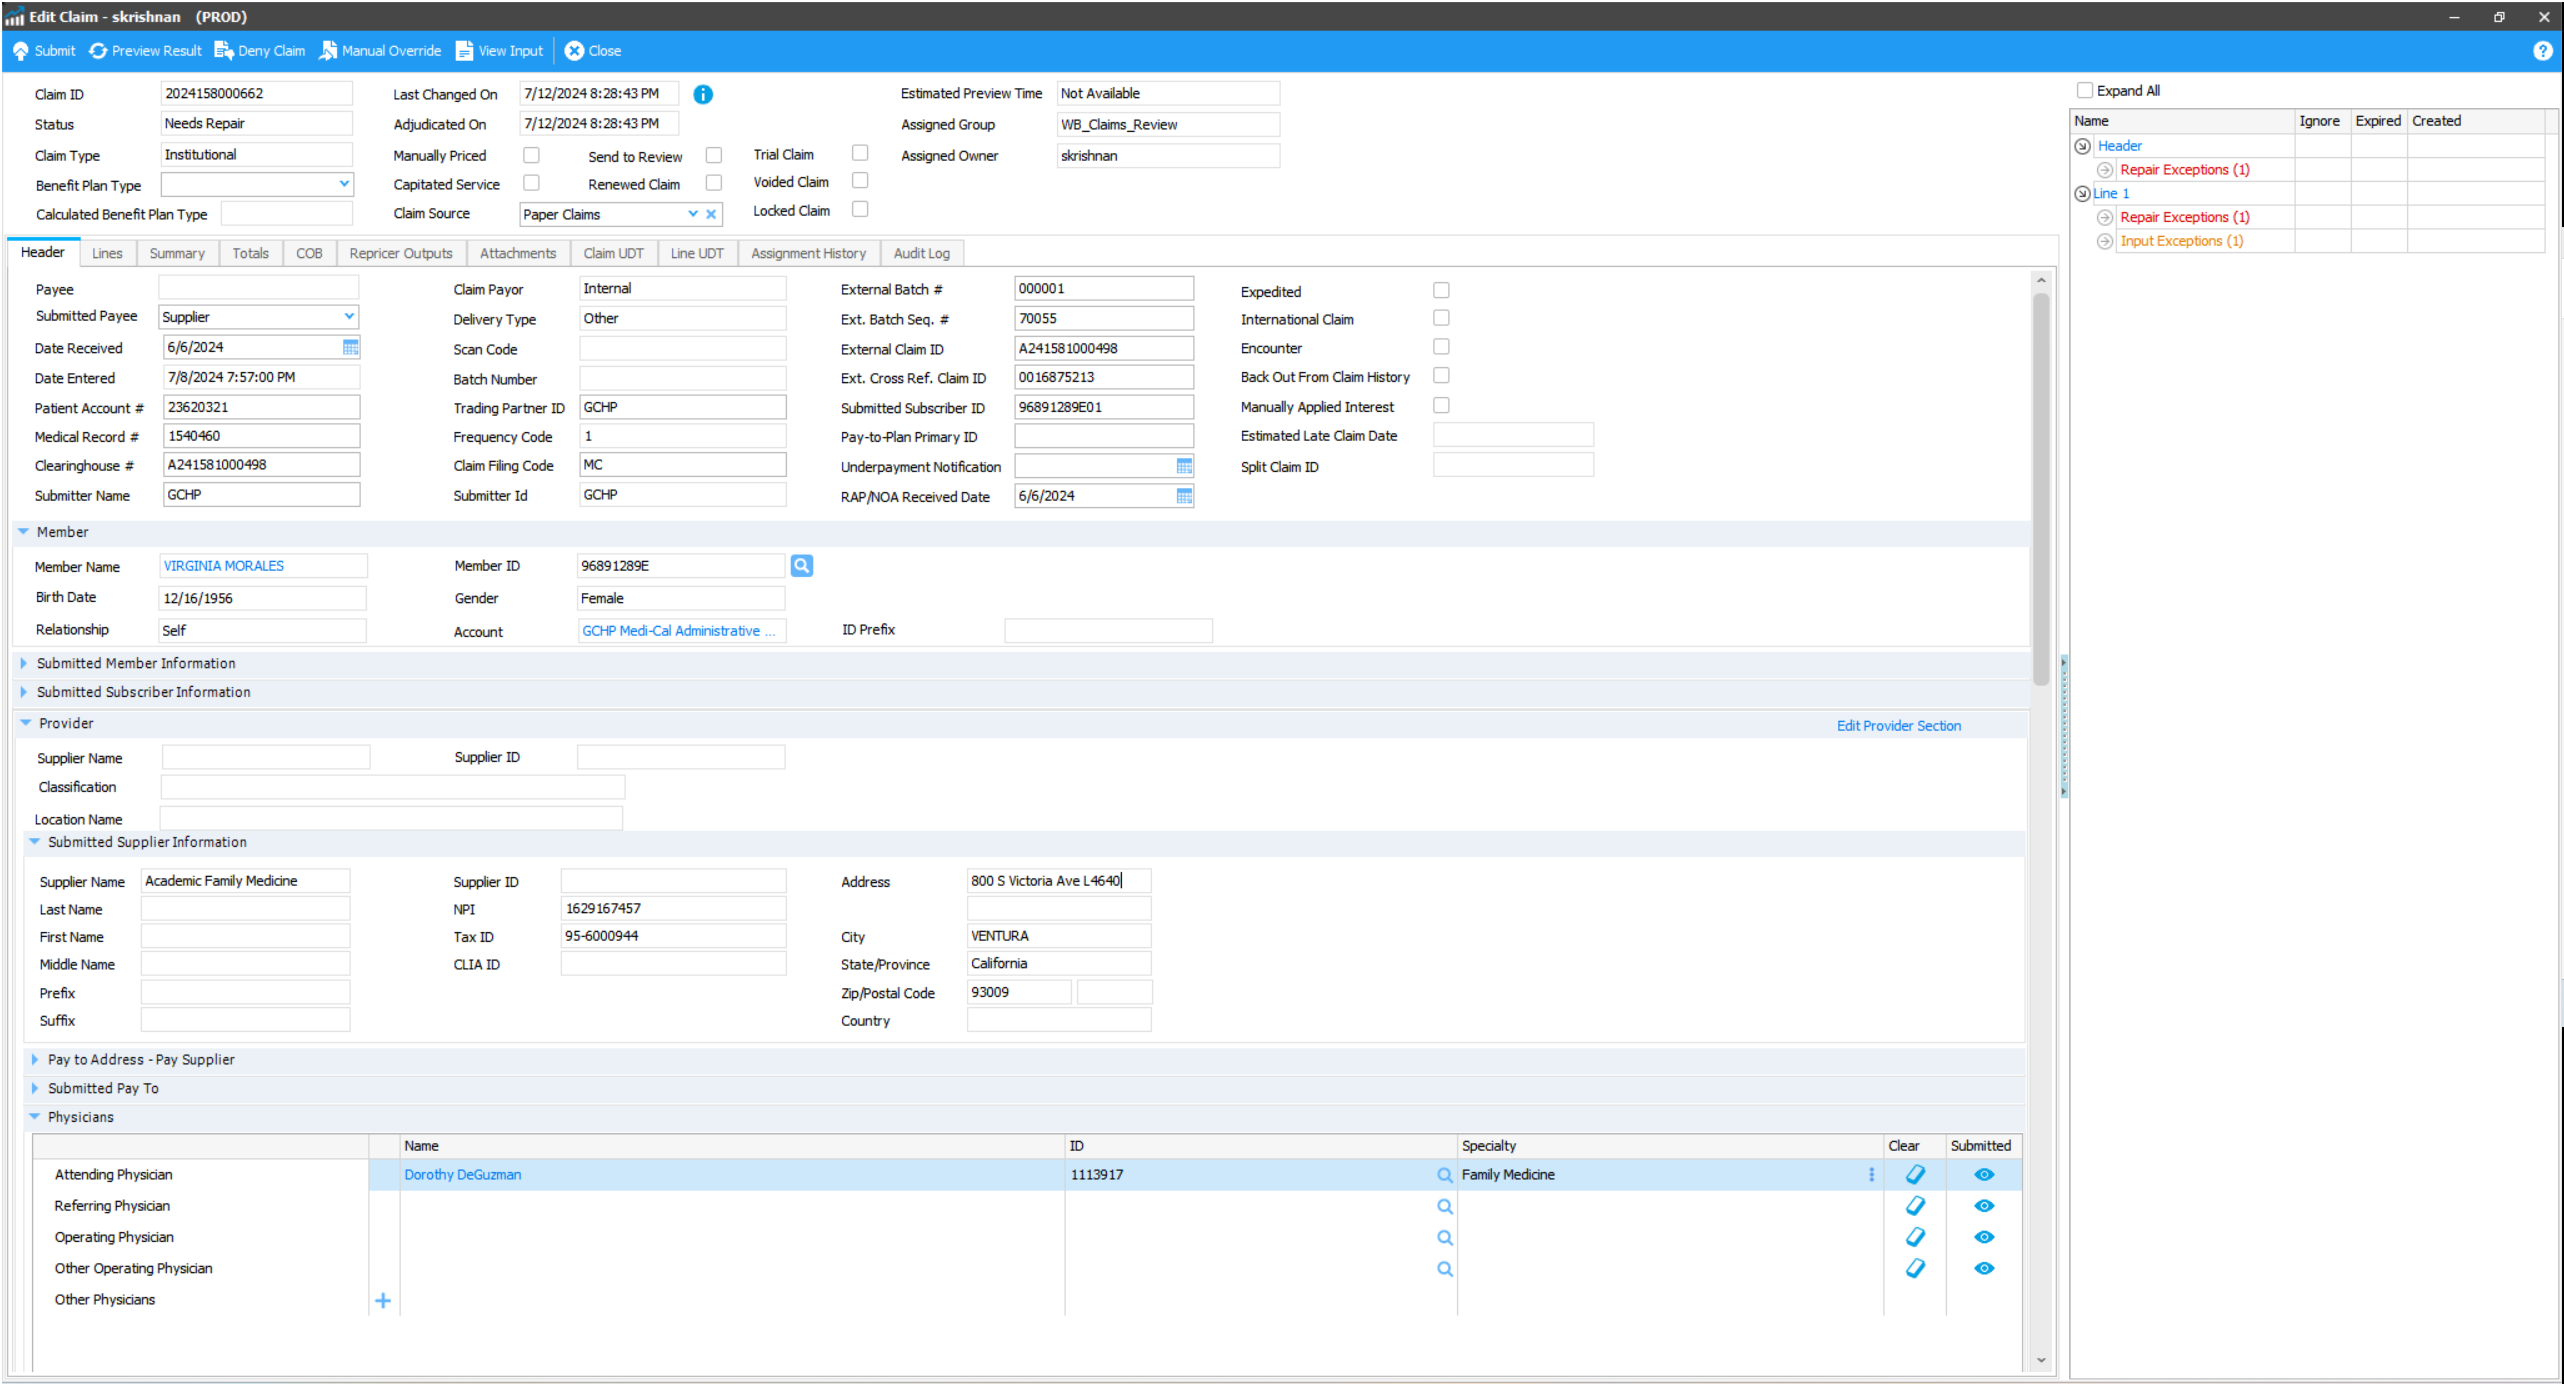 Edit Claim - skrishnan (PROD)
Submit Preview Result Deny Claim Manual Override View Input Close
Claim ID 2024158000662 Last Changed On 7/12/2024 8:28:43 PM Estimated Preview Time Not Available
Status Needs Repair Adjudicated On 7/12/2024 8:28:43 PM Assigned Group WB_Claims_Review
Claim Type Institutional Manually Priced Send to Review Trial Claim Assigned Owner skrishnan
Benefit Plan Type Capitated Service Renewed Claim Voided Claim
Calculated Benefit Plan Type Claim Source Paper Claims Locked Claim
Expand All
Name Ignore Expired Created
Header
Repair Exceptions (1)
Line 1
Repair Exceptions (1)
Input Exceptions (1)
Header Lines Summary Totals COB Repricer Outputs Attachments Claim UDT Line UDT Assignment History Audit Log
Payee Claim Payor Internal External Batch # 000001 Expedited
Submitted Payee Supplier Delivery Type Other Ext. Batch Seq. # 70055 International Claim
Date Received 6/6/2024 Scan Code External Claim ID A241581000498 Encounter
Date Entered 7/8/2024 7:57:00 PM Batch Number Ext. Cross Ref. Claim ID 0016875213 Back Out From Claim History
Patient Account # 23620321 Trading Partner ID GCHP Submitted Subscriber ID 96891289E01 Manually Applied Interest
Medical Record # 1540460 Frequency Code 1 Pay-to-Plan Primary ID Estimated Late Claim Date
Clearinghouse # A241581000498 Claim Filing Code MC Underpayment Notification Split Claim ID
Submitter Name GCHP Submitter Id GCHP RAP/NOA Received Date 6/6/2024
Member
Member Name VIRGINIA MORALES Member ID 96891289E
Birth Date 12/16/1956 Gender Female
Relationship Self Account GCHP Medi-Cal Administrative ... ID Prefix
Submitted Member Information
Submitted Subscriber Information
Provider Edit Provider Section
Supplier Name Supplier ID
Classification
Location Name
Submitted Supplier Information
Supplier Name Academic Family Medicine Supplier ID Address 800 S Victoria Ave L4640
Last Name NPI 1629167457
First Name Tax ID 95-6000944 City VENTURA
Middle Name CLIA ID State/Province California
Prefix Zip/Postal Code 93009
Suffix Country
Pay to Address - Pay Supplier
Submitted Pay To
Physicians
Name ID Specialty Clear Submitted
Attending Physician Dorothy DeGuzman 1113917 Family Medicine
Referring Physician
Operating Physician
Other Operating Physician
Other Physicians